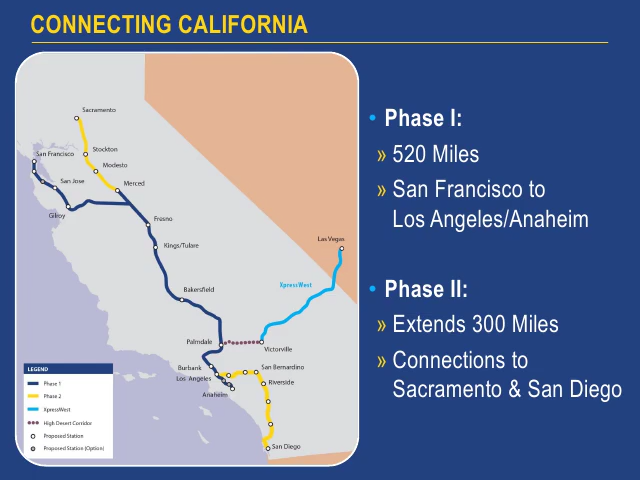 CONNECTING CALIFORNIA
Sacramento
Stockton
San Francisco
Modesto
San Jose
Merced
Gilroy
Fresno
Kings/Tulare
Las Vegas
XpressWest
Bakersfield
Palmdale
Victorville
Burbank
San Bernardino
Los Angeles
Riverside
Anaheim
San Diego
LEGEND
Phase 1
Phase 2
XpressWest
High Desert Corridor
Proposed Station
Proposed Station (Option)
• Phase I:
» 520 Miles
» San Francisco to
Los Angeles/Anaheim
• Phase II:
» Extends 300 Miles
» Connections to
Sacramento & San Diego